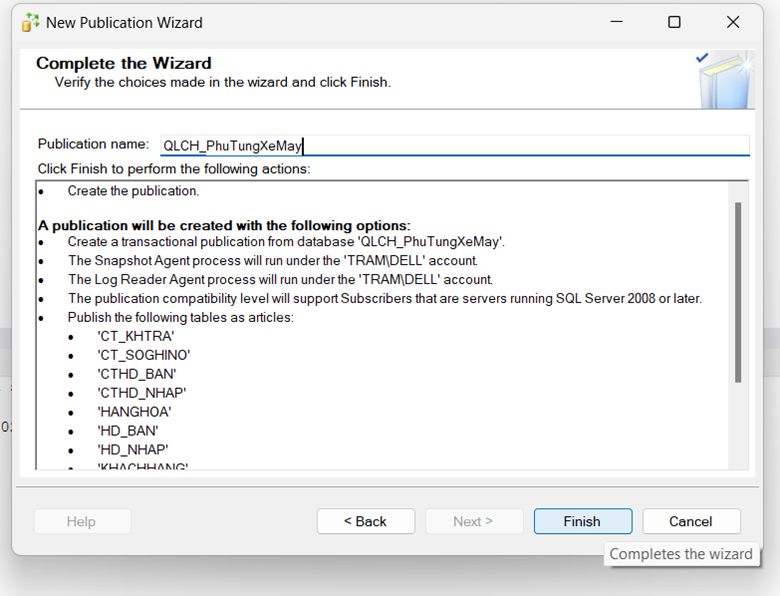 New Publication Wizard
Complete the Wizard
Verify the choices made in the wizard and click Finish.
Publication name: QLCH_PhuTungXeMay
Click Finish to perform the following actions:
• Create the publication.
A publication will be created with the following options:
• Create a transactional publication from database 'QLCH_PhuTungXeMay'.
• The Snapshot Agent process will run under the 'TRAM\DELL' account.
• The Log Reader Agent process will run under the 'TRAM\DELL' account.
• The publication compatibility level will support Subscribers that are servers running SQL Server 2008 or later.
• Publish the following tables as articles:
• 'CT_KHTRA'
• 'CT_SOGHINO'
• 'CTHD_BAN'
• 'CTHD_NHAP'
• 'HANGHOA'
• 'HD_BAN'
• 'HD_NHAP'
• 'KHACHHANG'
Help
< Back
Next >
Finish
Cancel
Completes the wizard